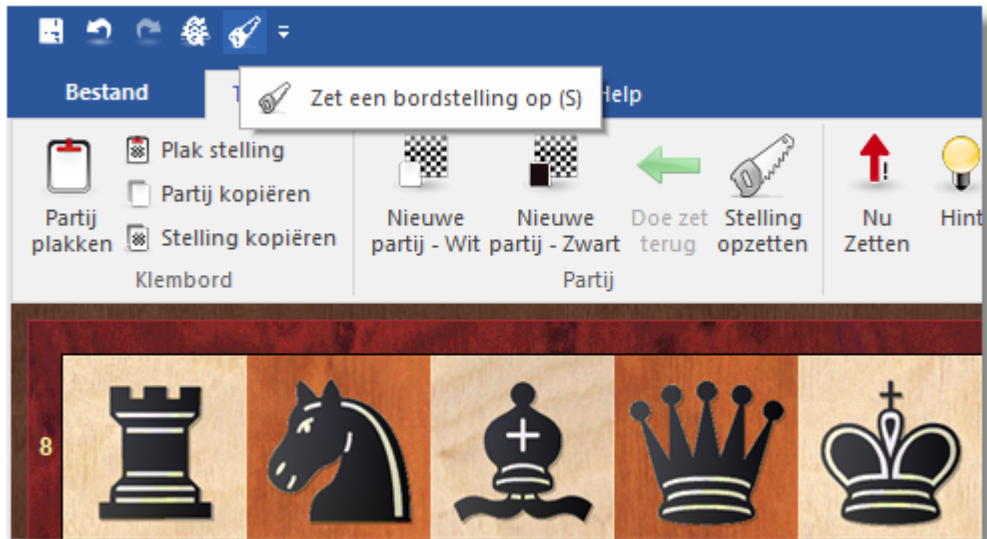 Bestand
Zet een bordstelling op (S)
Help
Partij
plakken
Plak stelling
Partij kopiëren
Stelling kopiëren
Klembord
Nieuwe
partij - Wit
Nieuwe
partij - Zwart
Doe zet
terug
Stelling
opzetten
Partij
Nu
Zetten
Hint
8